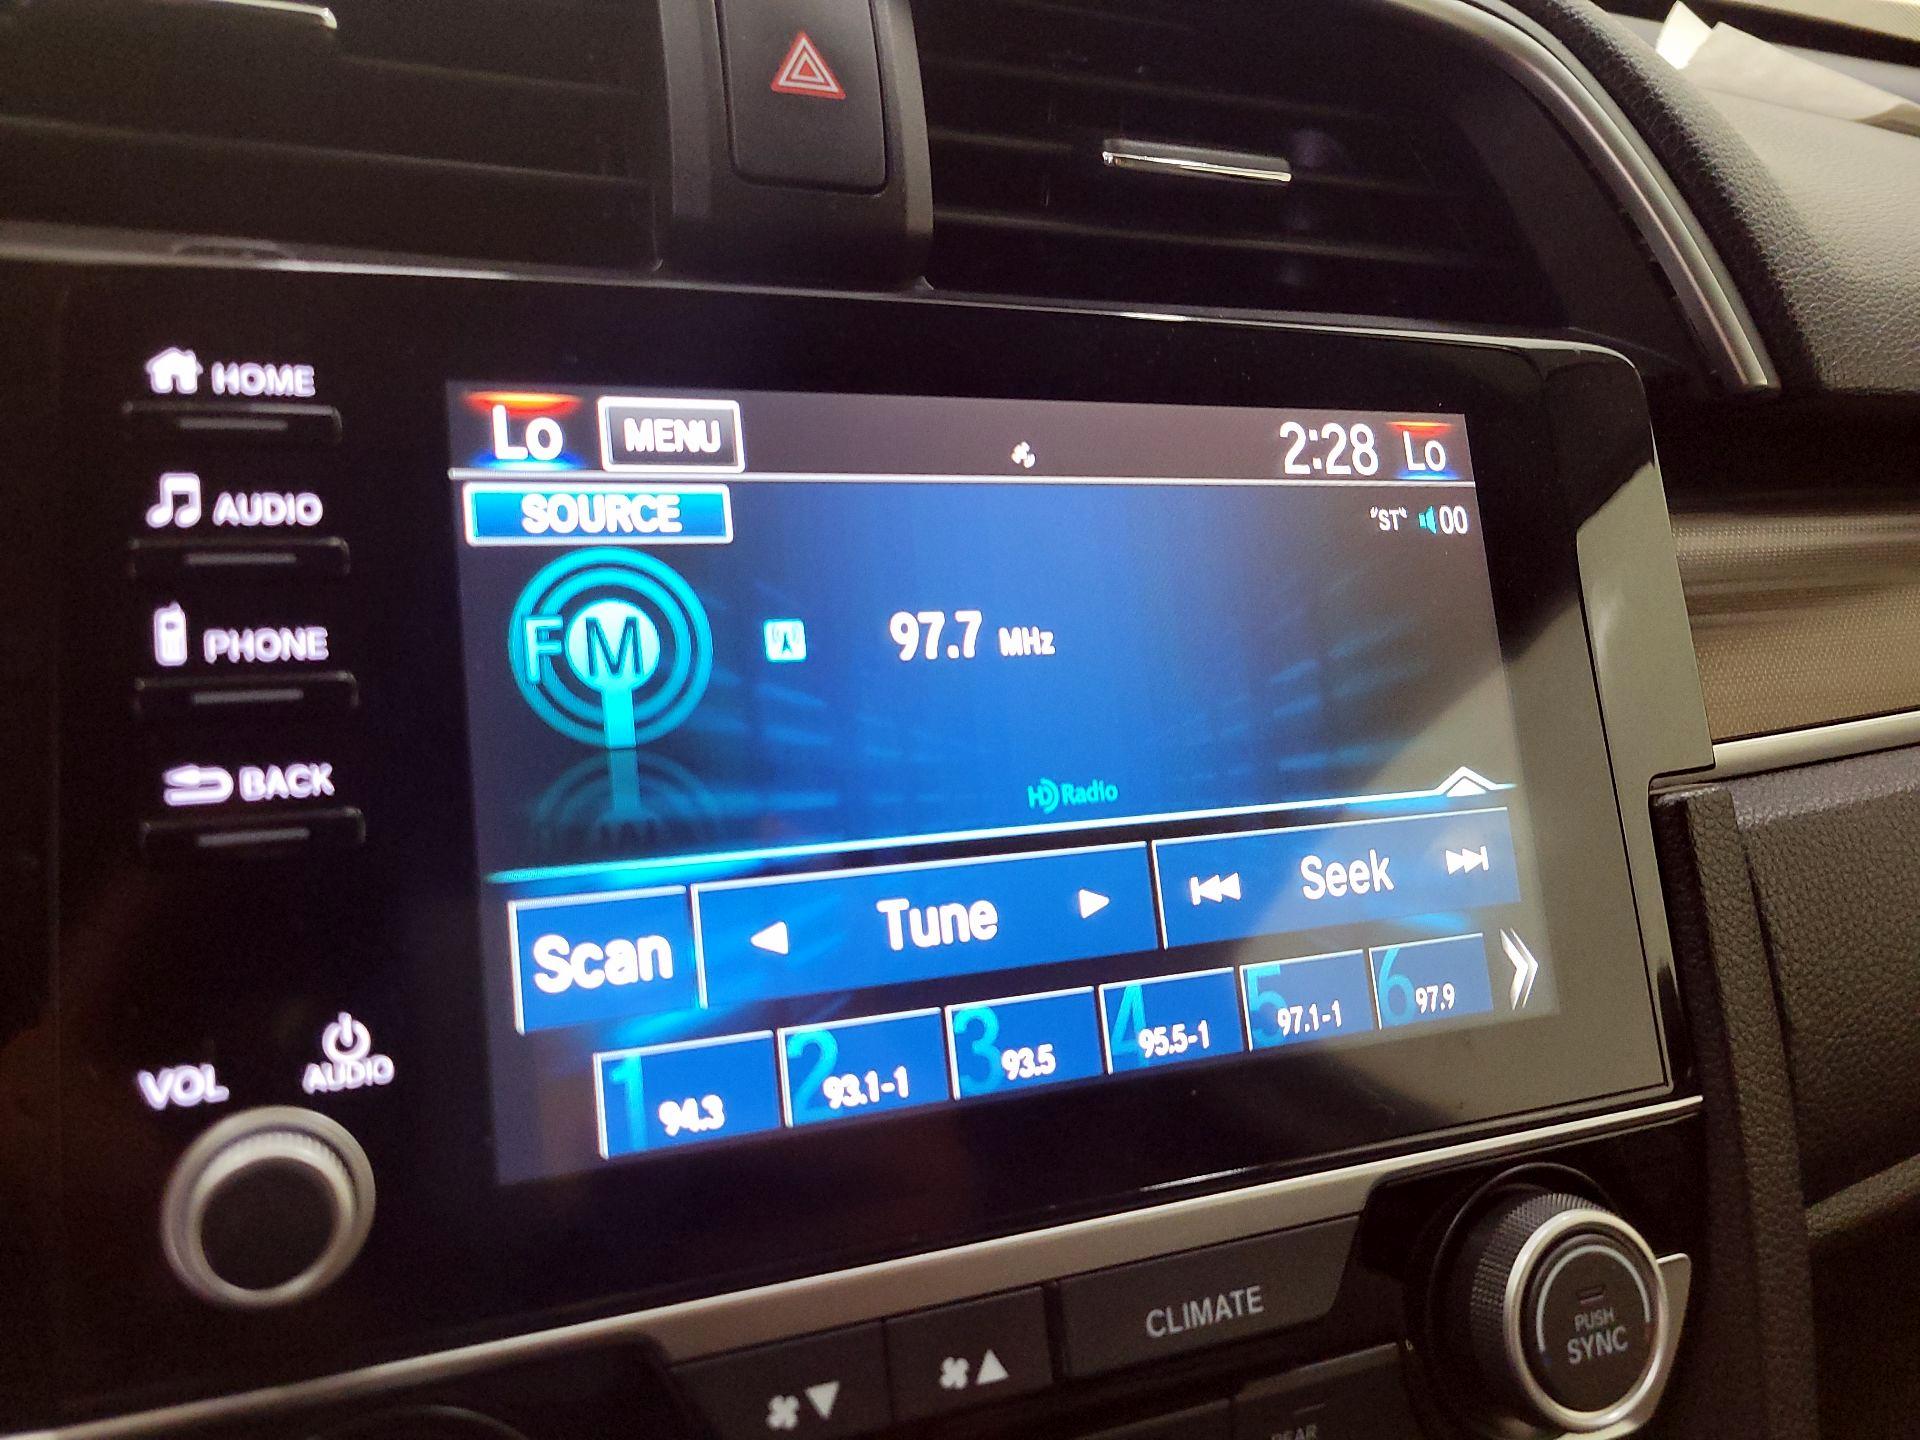 HOME
Lo MENU 2:28 Lo
AUDIO
SOURCE "ST" 00
PHONE
FM 97.7 MHz
BACK
HD Radio
Scan Tune Seek
1 94.3
2 93.1-1
3 93.5
4 95.5-1
5 97.1-1
6 97.9
VOL AUDIO
CLIMATE
PUSH
SYNC
REAR